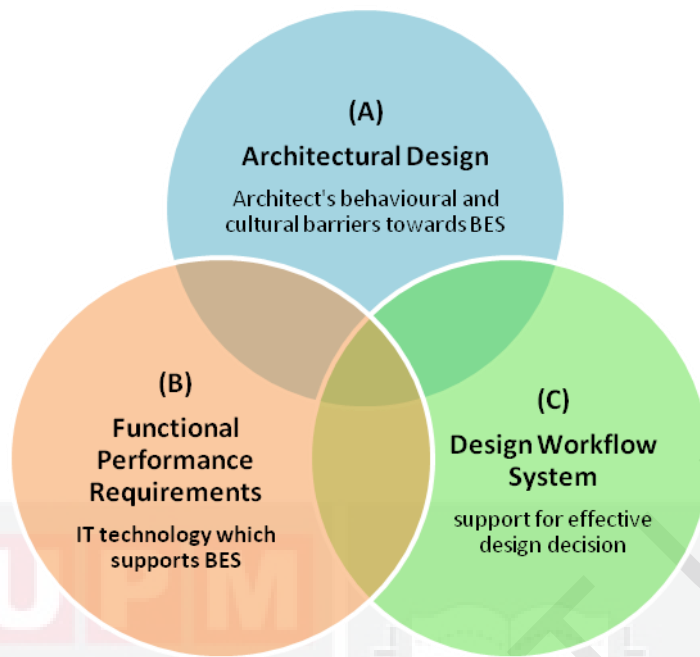 (A)
Architectural Design
Architect's behavioural and
cultural barriers towards BES
(B)
Functional
Performance
Requirements
IT technology which
supports BES
(C)
Design Workflow
System
support for effective
design decision
UPM